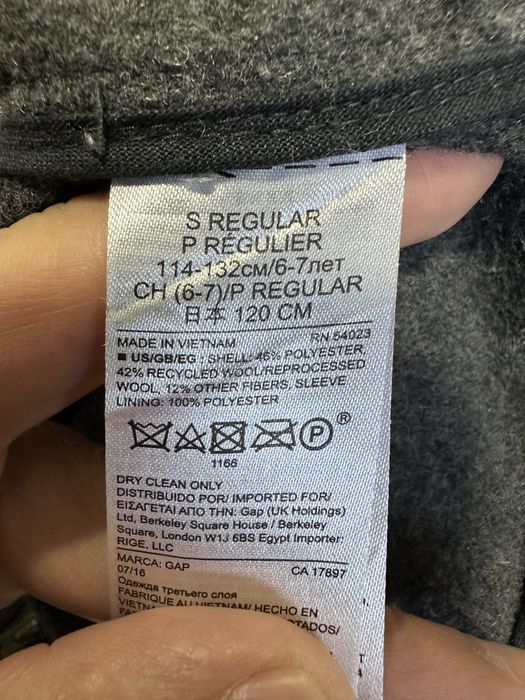 S REGULAR
P RÉGULIER
114-132см/6-7лет
CH (6-7)/P REGULAR
日本 120 CM
MADE IN VIETNAM RN 54023
■ US/GB/EG : SHELL: 46% POLYESTER,
42% RECYCLED WOOL/REPROCESSED
WOOL, 12% OTHER FIBERS, SLEEVE
LINING: 100% POLYESTER
P ®
1166
DRY CLEAN ONLY
DISTRIBUIDO POR/ IMPORTED FOR/
ΕΙΣΑΓΕΤΑΙ ΑΠΟ ΤΗΝ: Gap (UK Holdings)
Ltd, Berkeley Square House / Berkeley
Square, London W1J 6BS Egypt Importer:
RIGE, LLC
MARCA: GAP CA 17897
07/16
Одежда третьего слоя
FABRIQUE AU VIETNAM/ HECHO EN